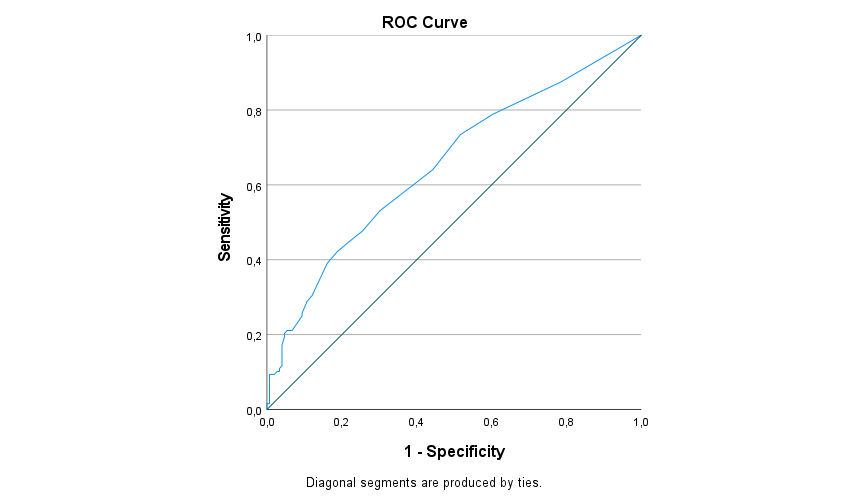 ROC Curve
1,0
0,8
0,6
0,4
0,2
0,0
Sensitivity
0,0 0,2 0,4 0,6 0,8 1,0
1 - Specificity
Diagonal segments are produced by ties.